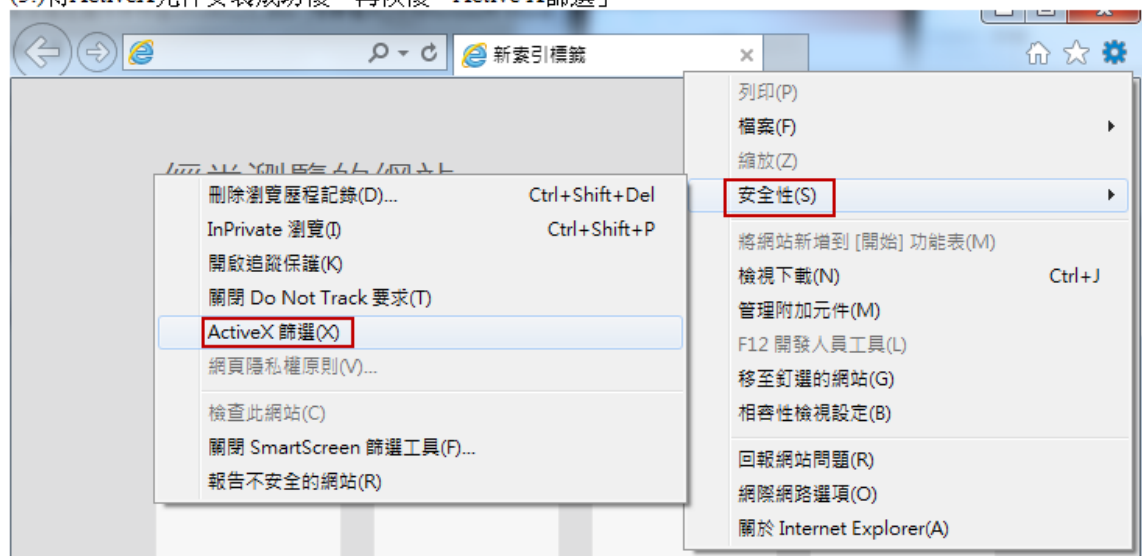 新索引標籤
列印(P)
檔案(F)
縮放(Z)
安全性(S)
將網站新增到 [開始] 功能表(M)
檢視下載(N) Ctrl+J
管理附加元件(M)
F12 開發人員工具(L)
移至釘選的網站(G)
相容性檢視設定(B)
回報網站問題(R)
網際網路選項(O)
關於 Internet Explorer(A)
刪除瀏覽歷程記錄(D)... Ctrl+Shift+Del
InPrivate 瀏覽(I) Ctrl+Shift+P
開啟追蹤保護(K)
關閉 Do Not Track 要求(T)
ActiveX 篩選(X)
網頁隱私權原則(V)...
檢查此網站(C)
關閉 SmartScreen 篩選工具(F)...
報告不安全的網站(R)